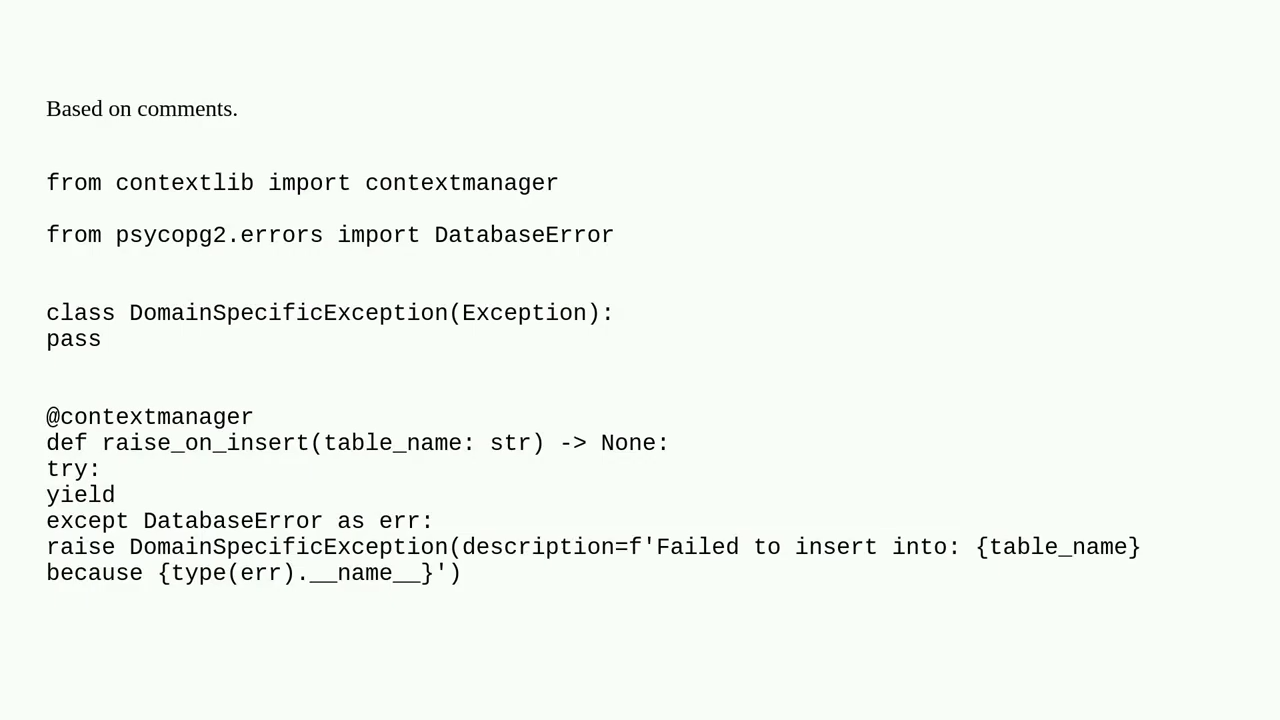 Based on comments.
from contextlib import contextmanager
from psycopg2.errors import DatabaseError
class DomainSpecificException(Exception):
pass
@contextmanager
def raise_on_insert(table_name: str) -> None:
try:
yield
except DatabaseError as err:
raise DomainSpecificException(description=f'Failed to insert into: {table_name}
because {type(err).__name__}')